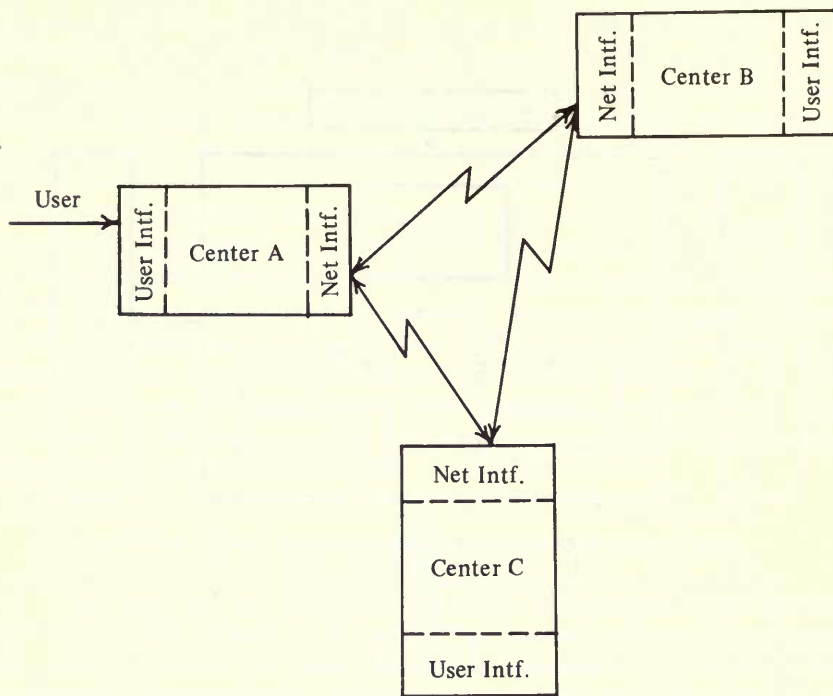 Net Intf.
Center B
User Intf.
User
User Intf.
Center A
Net Intf.
Net Intf.
Center C
User Intf.